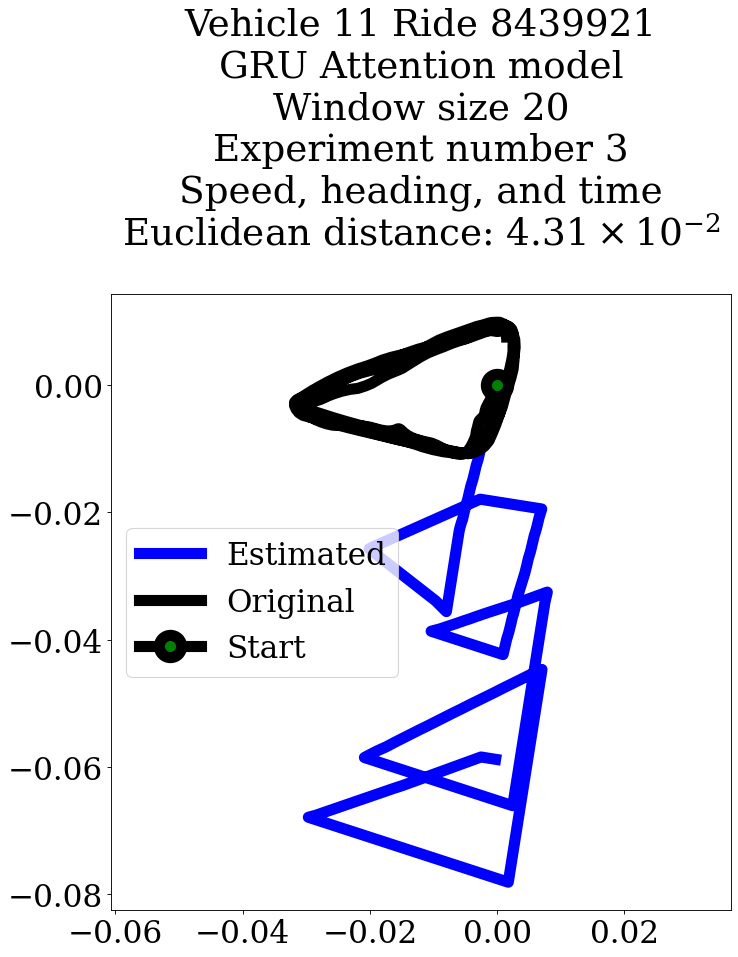 Vehicle 11 Ride 8439921
GRU Attention model
Window size 20
Experiment number 3
Speed, heading, and time
Euclidean distance: 4.31 × 10⁻²
0.00
−0.02
−0.04
−0.06
−0.08
Estimated
Original
Start
−0.06 −0.04 −0.02 0.00 0.02